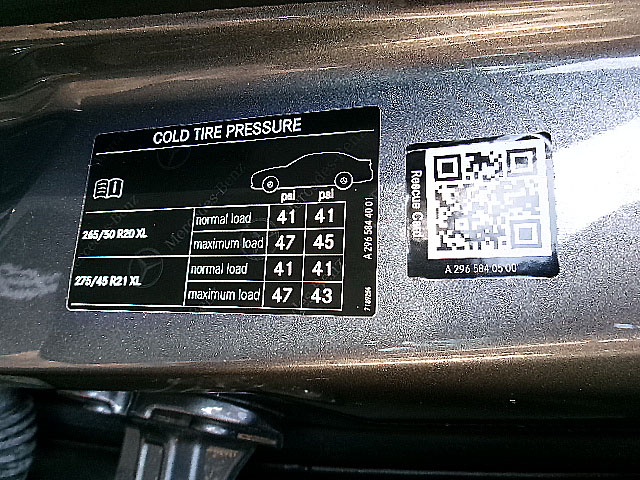 COLD TIRE PRESSURE
psi psi
265/50 R20 XL normal load 41 41
maximum load 47 45
275/45 R21 XL normal load 41 41
maximum load 47 43
A 296 584 40 01
Rescue Card
A 296 584 05 00
Mercedes-Benz